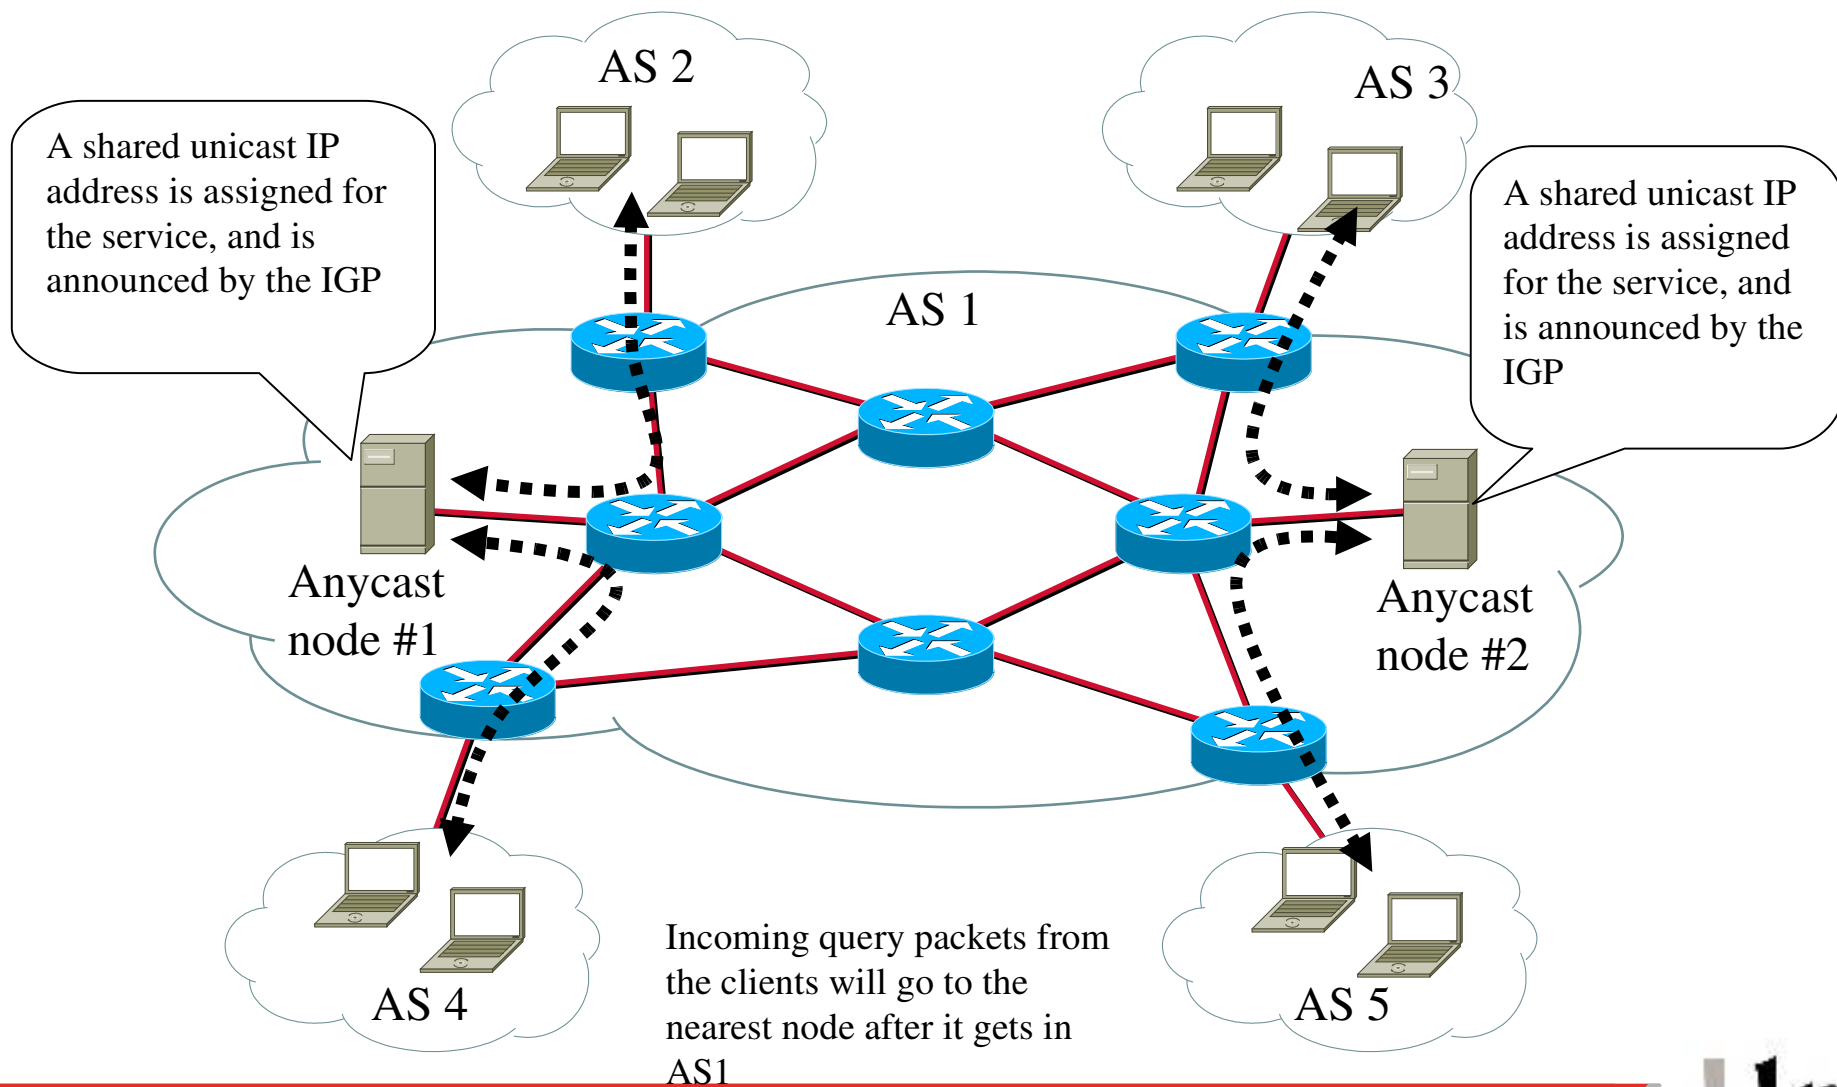 AS 2
AS 3
A shared unicast IP
address is assigned for
the service, and is
announced by the IGP
A shared unicast IP
address is assigned
for the service, and
is announced by the
IGP
AS 1
Anycast
node #1
Anycast
node #2
AS 4
Incoming query packets from
the clients will go to the
nearest node after it gets in
AS1
AS 5